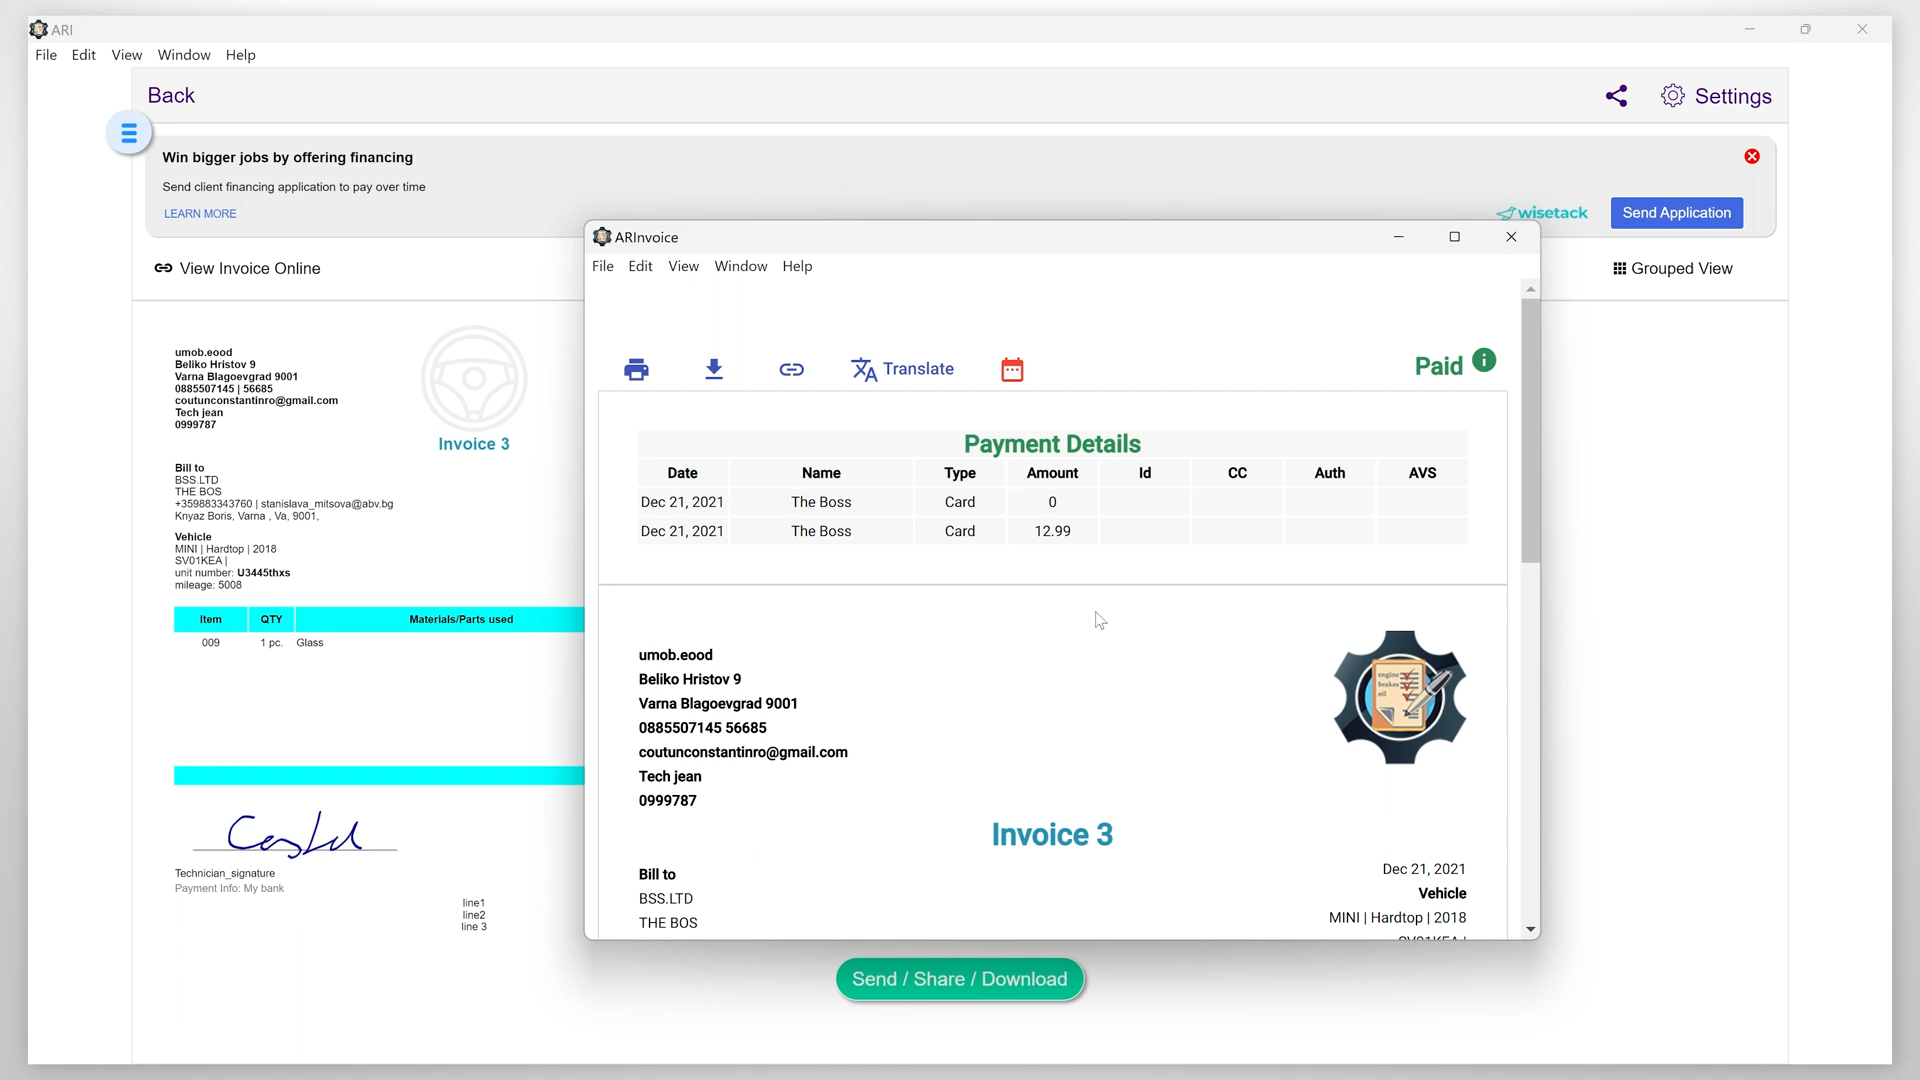 ARI
File Edit View Window Help
Back
Settings
Win bigger jobs by offering financing
Send client financing application to pay over time
LEARN MORE
wisetack
Send Application
View Invoice Online
Grouped View
umob.eood
Beliko Hristov 9
Varna Blagoevgrad 9001
0885507145 | 56685
coutunconstantinro@gmail.com
Tech jean
0999787
Invoice 3
Bill to
BSS.LTD
THE BOS
+359883343760 | stanislava_mitsova@abv.bg
Knyaz Boris, Varna , Va, 9001,
Vehicle
MINI | Hardtop | 2018
SV01KEA |
unit number: U3445thxs
mileage: 5008
Item QTY Materials/Parts used
009 1 pc. Glass
Technician_signature
Payment Info: My bank
line1
line2
line 3
Send / Share / Download
ARInvoice
File Edit View Window Help
Translate
Paid
Payment Details
Date Name Type Amount Id CC Auth AVS
Dec 21, 2021 The Boss Card 0
Dec 21, 2021 The Boss Card 12.99
umob.eood
Beliko Hristov 9
Varna Blagoevgrad 9001
0885507145 56685
coutunconstantinro@gmail.com
Tech jean
0999787
engine
brakes
oil
Invoice 3
Bill to
BSS.LTD
THE BOS
Dec 21, 2021
Vehicle
MINI | Hardtop | 2018
SV01KEA |